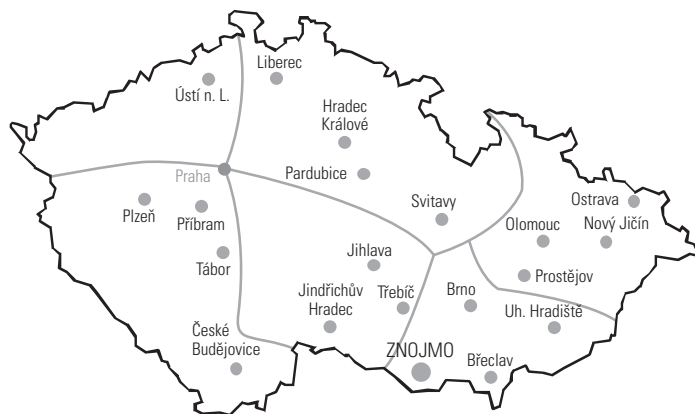 Liberec
Ústí n. L.
Hradec
Králové
Praha
Pardubice
Plzeň
Příbram
Svitavy
Ostrava
Olomouc
Nový Jičín
Tábor
Jihlava
Prostějov
Jindřichův
Hradec
Třebíč
Brno
Uh. Hradiště
České
Budějovice
ZNOJMO
Břeclav